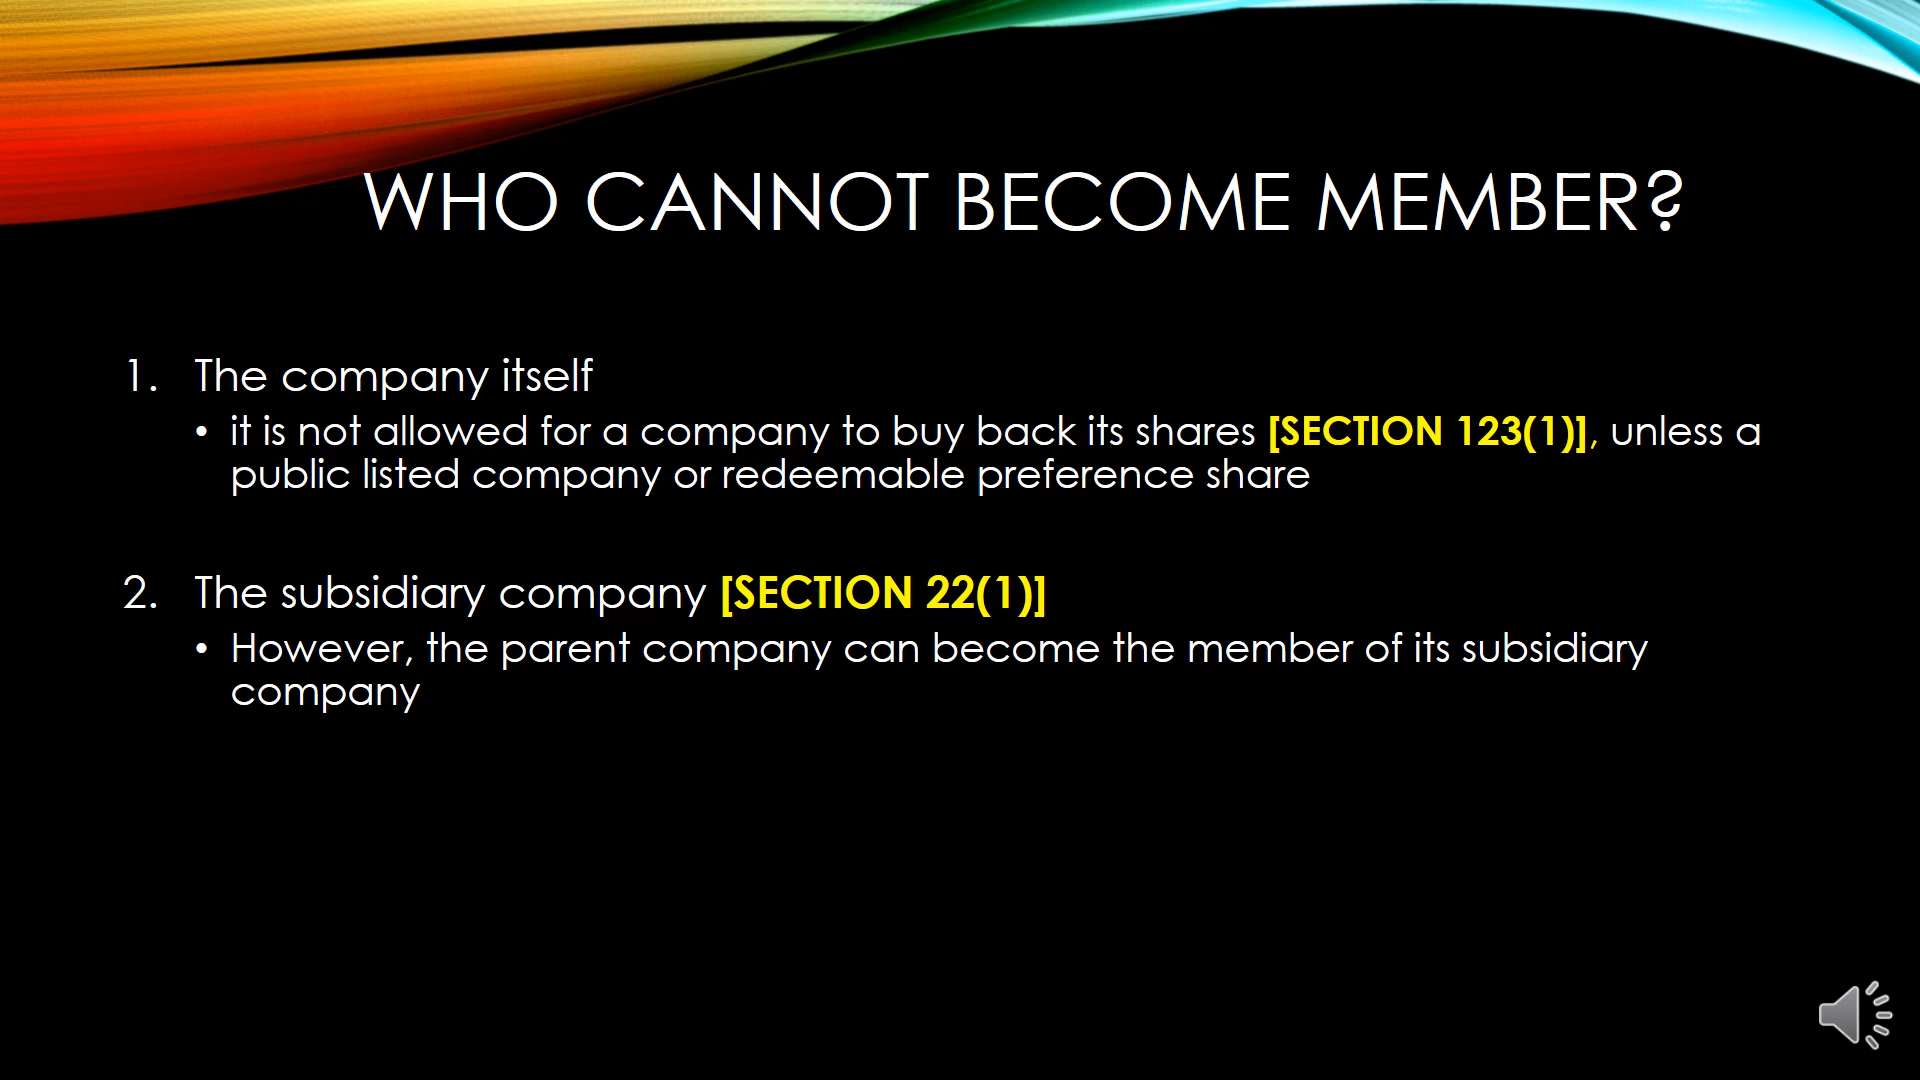 WHO CANNOT BECOME MEMBER?
1. The company itself
• it is not allowed for a company to buy back its shares [SECTION 123(1)], unless a
public listed company or redeemable preference share
2. The subsidiary company [SECTION 22(1)]
• However, the parent company can become the member of its subsidiary
company